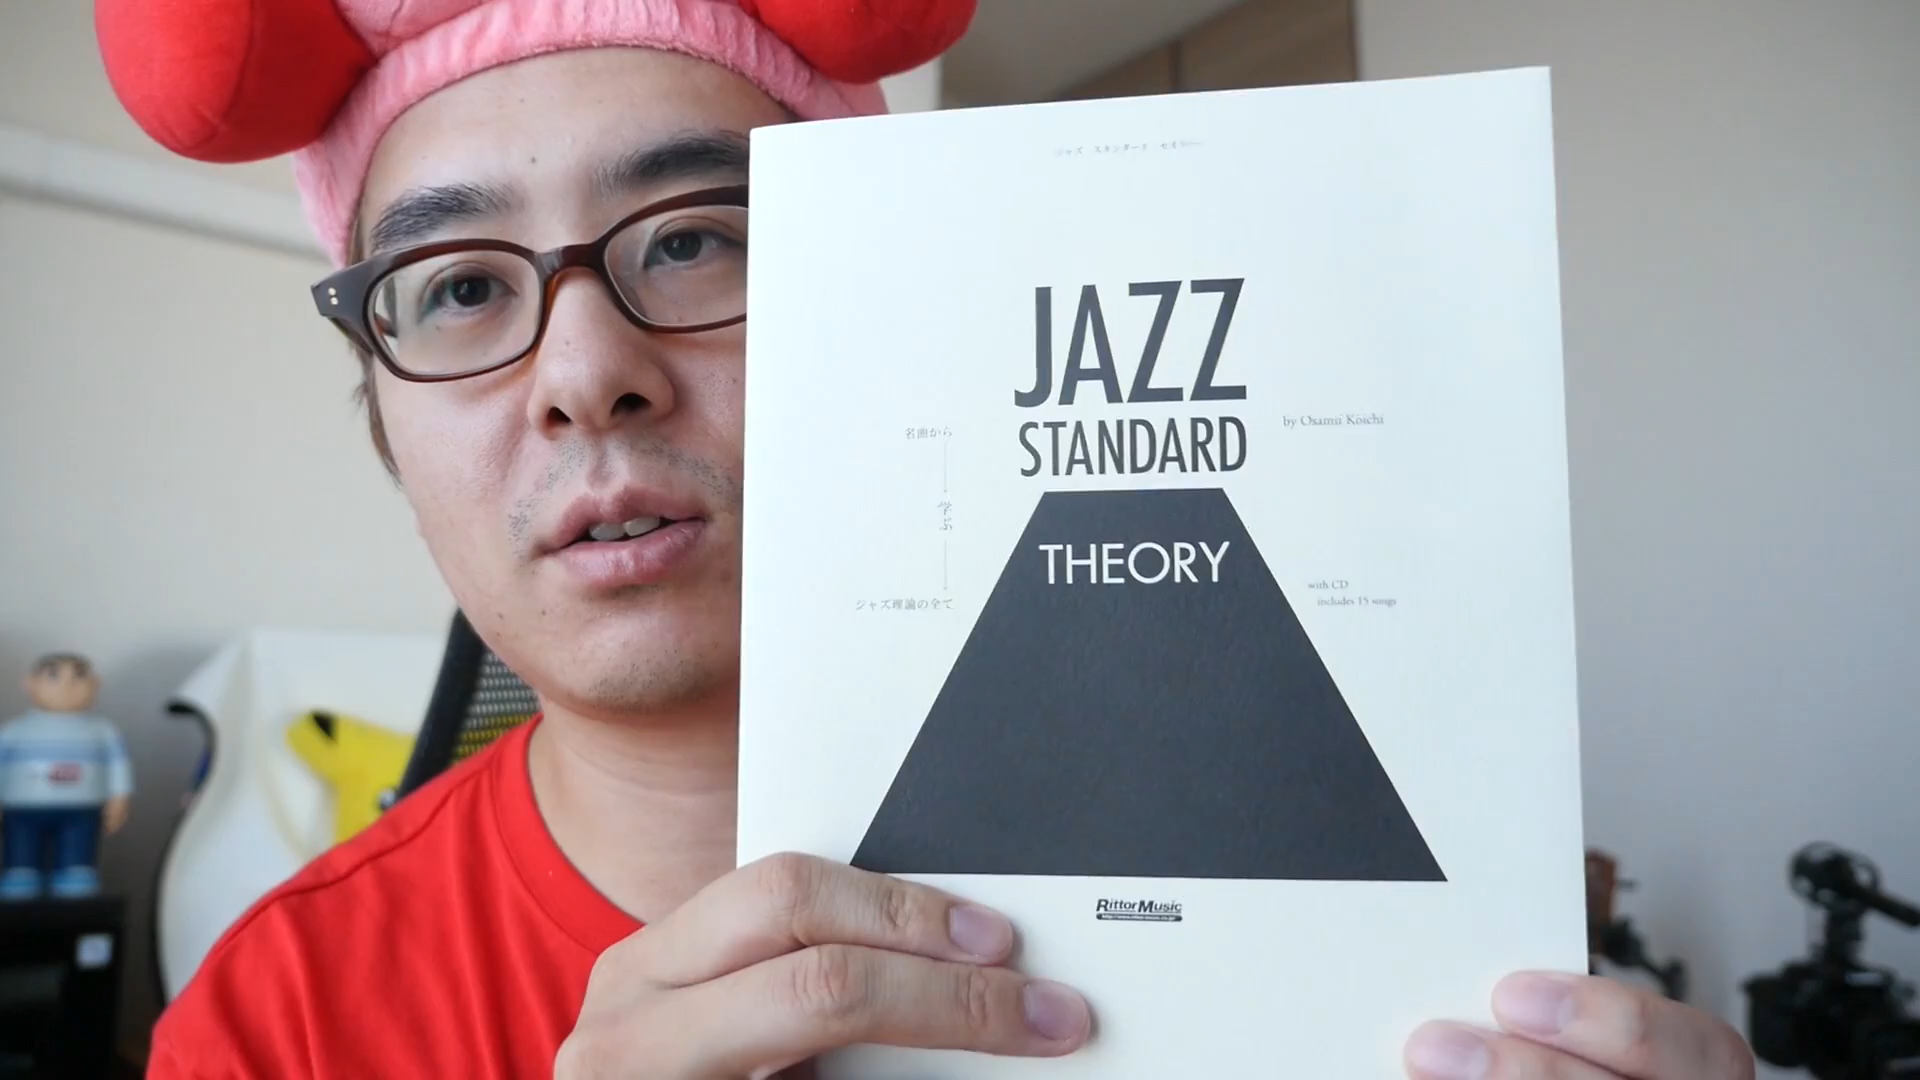 ジャズ スタンダード セオリー
JAZZ
STANDARD
THEORY
by Osamu Koichi
名曲から
学ぶ
ジャズ理論の全て
with CD
includes 15 songs
Rittor Music